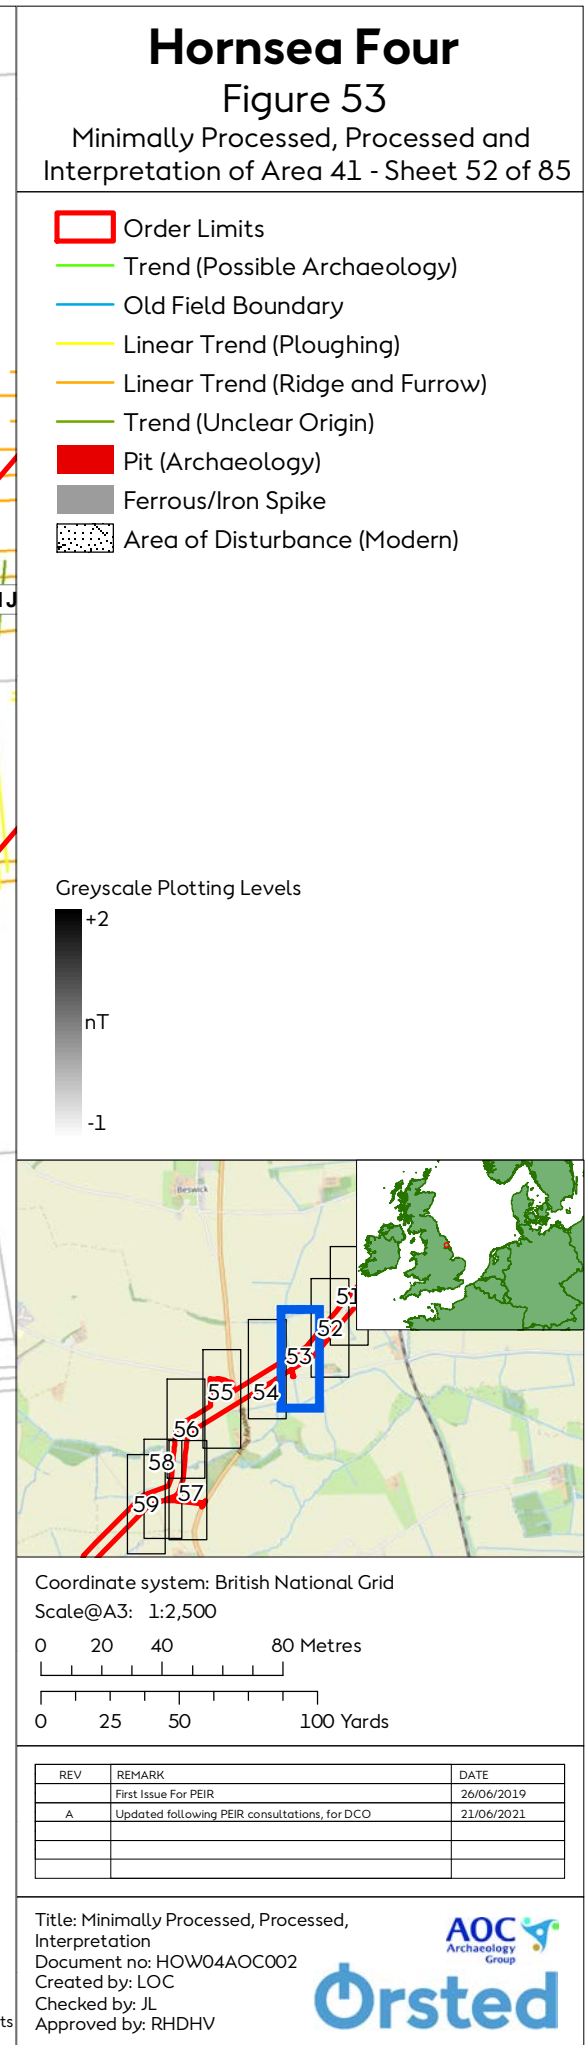 Hornsea Four
Figure 53
Minimally Processed, Processed and
Interpretation of Area 41 - Sheet 52 of 85
Order Limits
Trend (Possible Archaeology)
Old Field Boundary
Linear Trend (Ploughing)
Linear Trend (Ridge and Furrow)
Trend (Unclear Origin)
Pit (Archaeology)
Ferrous/Iron Spike
Area of Disturbance (Modern)
J
Greyscale Plotting Levels
+2
nT
-1
Beswick
51
52
53
54
55
56
58
57
59
Coordinate system: British National Grid
Scale@A3: 1:2,500
0 20 40 80 Metres
0 25 50 100 Yards
REV REMARK DATE
First Issue For PEIR 26/06/2019
A Updated following PEIR consultations, for DCO 21/06/2021
Title: Minimally Processed, Processed,
Interpretation
Document no: HOW04AOC002
Created by: LOC
Checked by: JL
Approved by: RHDHV
AOC
Archaeology
Group
Ørsted
ts